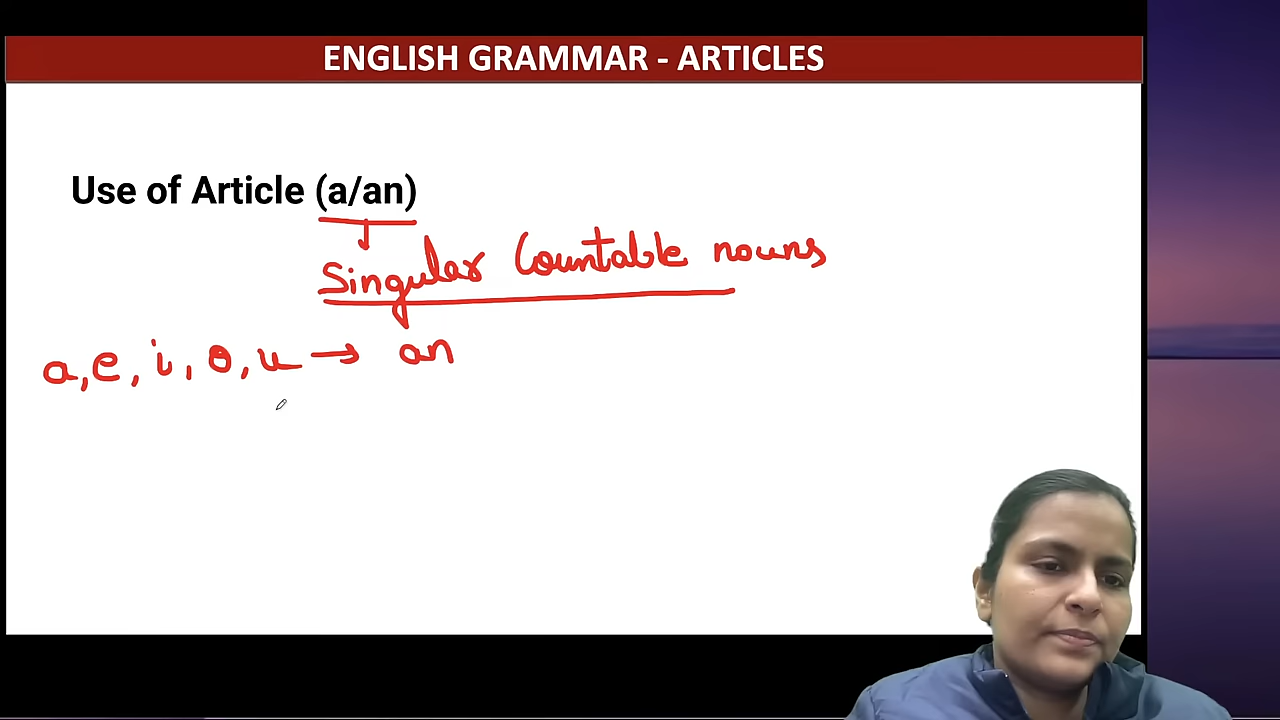 ENGLISH GRAMMAR - ARTICLES
Use of Article (a/an)
Singular Countable nouns
a, e, i, o, u → an